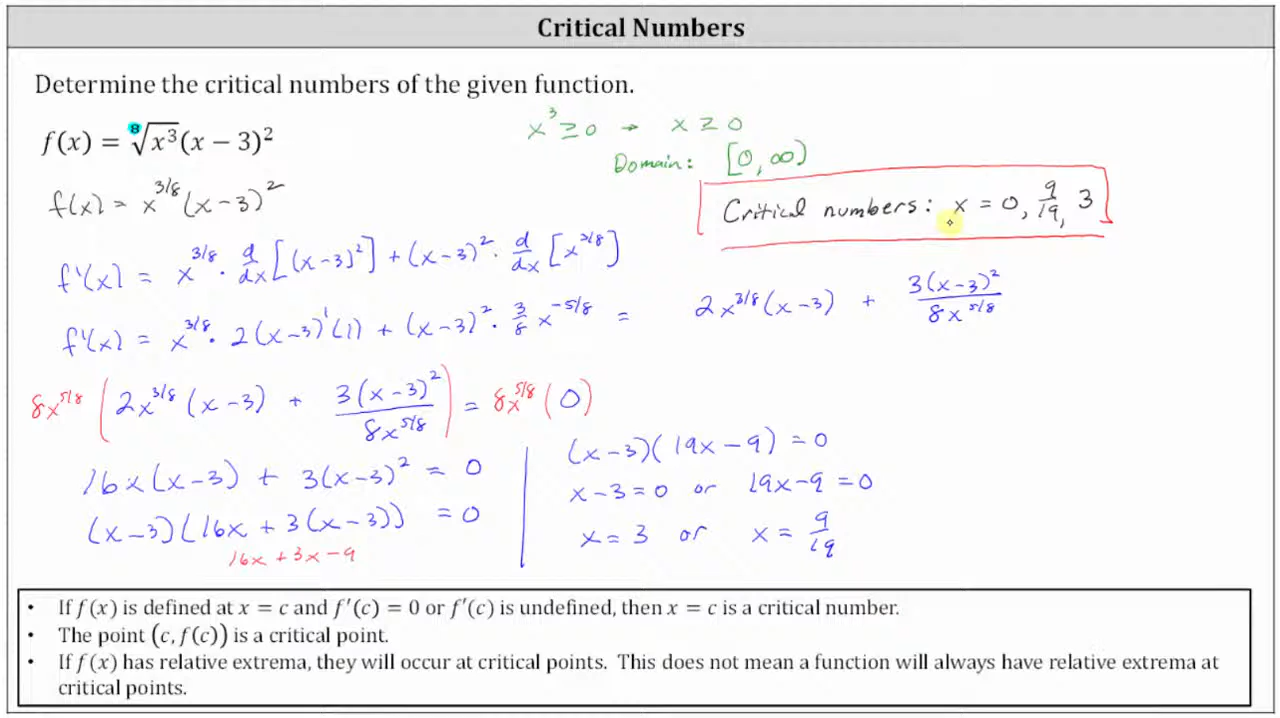 Critical Numbers
Determine the critical numbers of the given function.
f(x) = ⁸√x³(x − 3)²
x³ ≥ 0 → x ≥ 0
Domain: [0, ∞)
f(x) = x^(3/8) (x − 3)²
Critical numbers: x = 0, 9/19, 3
f'(x) = x^(3/8) · d/dx [(x − 3)²] + (x − 3)² · d/dx [x^(3/8)]
f'(x) = x^(3/8) · 2(x − 3)^1 (1) + (x − 3)² · 3/8 x^(−5/8) = 2x^(3/8) (x − 3) + 3(x − 3)² / 8x^(5/8)
8x^(5/8) ( 2x^(3/8) (x − 3) + 3(x − 3)² / 8x^(5/8) ) = 8x^(5/8) ( 0 )
16x(x − 3) + 3(x − 3)² = 0
(x − 3)(16x + 3(x − 3)) = 0
16x + 3x − 9
(x − 3)(19x − 9) = 0
x − 3 = 0 or 19x − 9 = 0
x = 3 or x = 9/19
• If f(x) is defined at x = c and f'(c) = 0 or f'(c) is undefined, then x = c is a critical number.
• The point (c, f(c)) is a critical point.
• If f(x) has relative extrema, they will occur at critical points. This does not mean a function will always have relative extrema at
critical points.